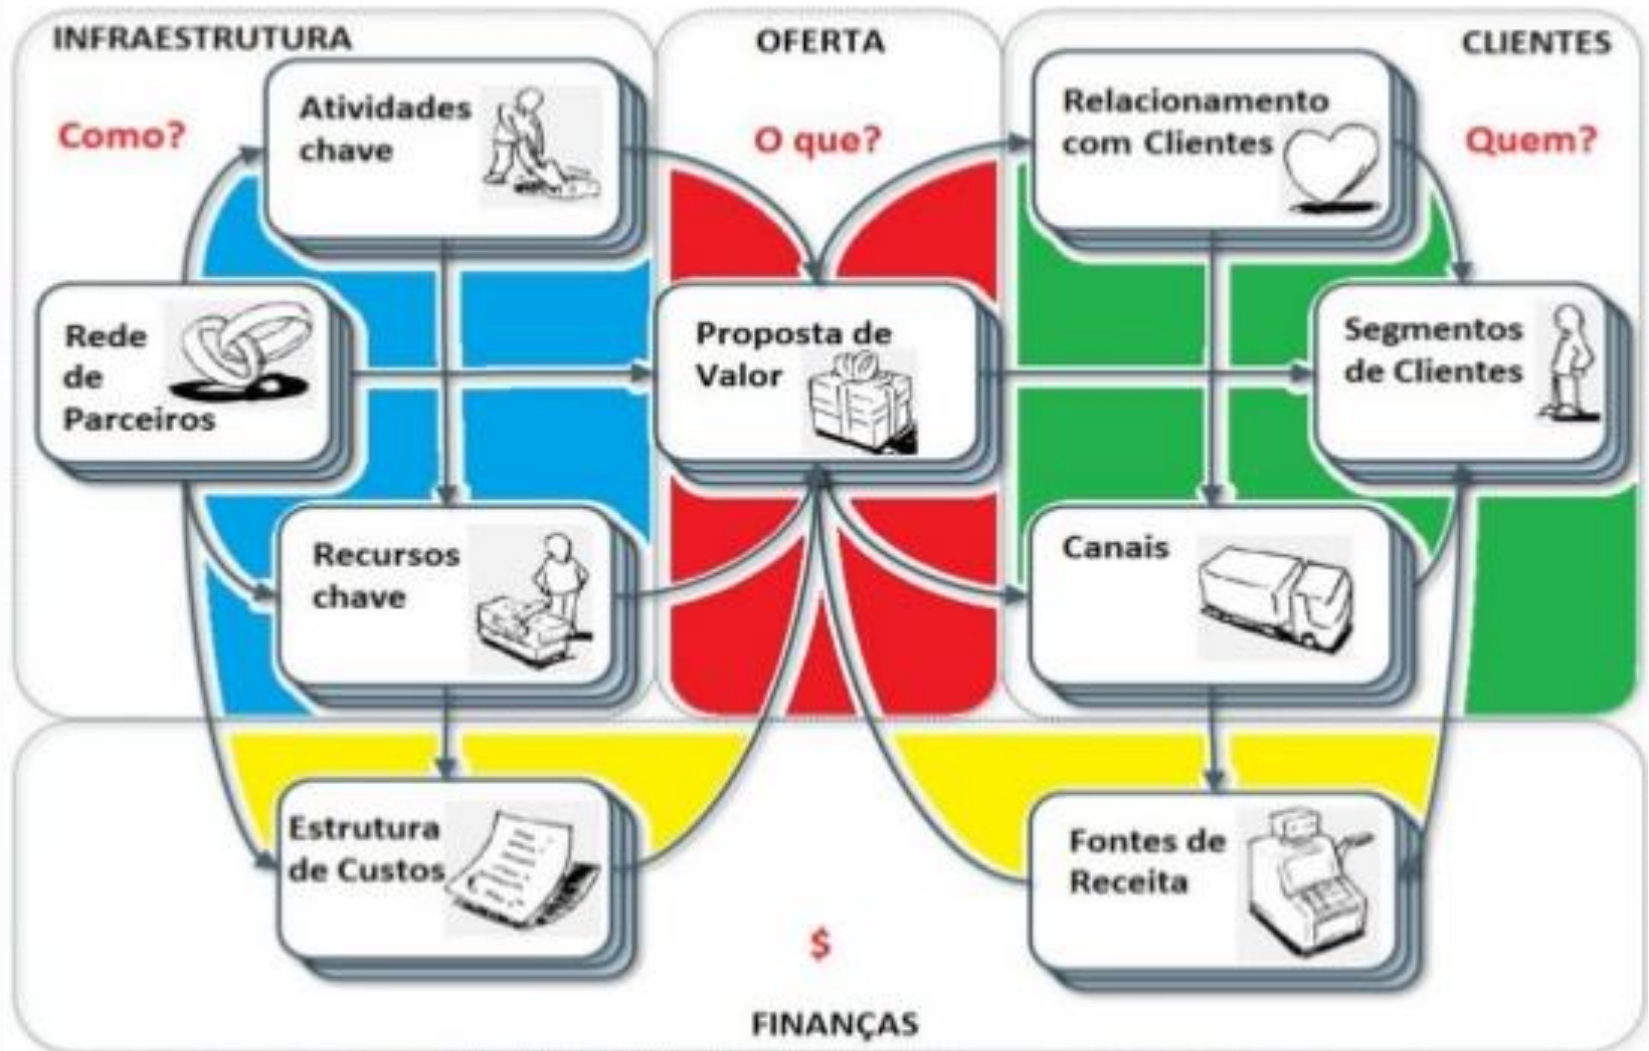 INFRAESTRUTURA
Como?
Atividades
chave
Rede
de
Parceiros
Recursos
chave
OFERTA
O que?
Proposta de
Valor
CLIENTES
Quem?
Relacionamento
com Clientes
Segmentos
de Clientes
Canais
Estrutura
de Custos
Fontes de
Receita
$
FINANÇAS